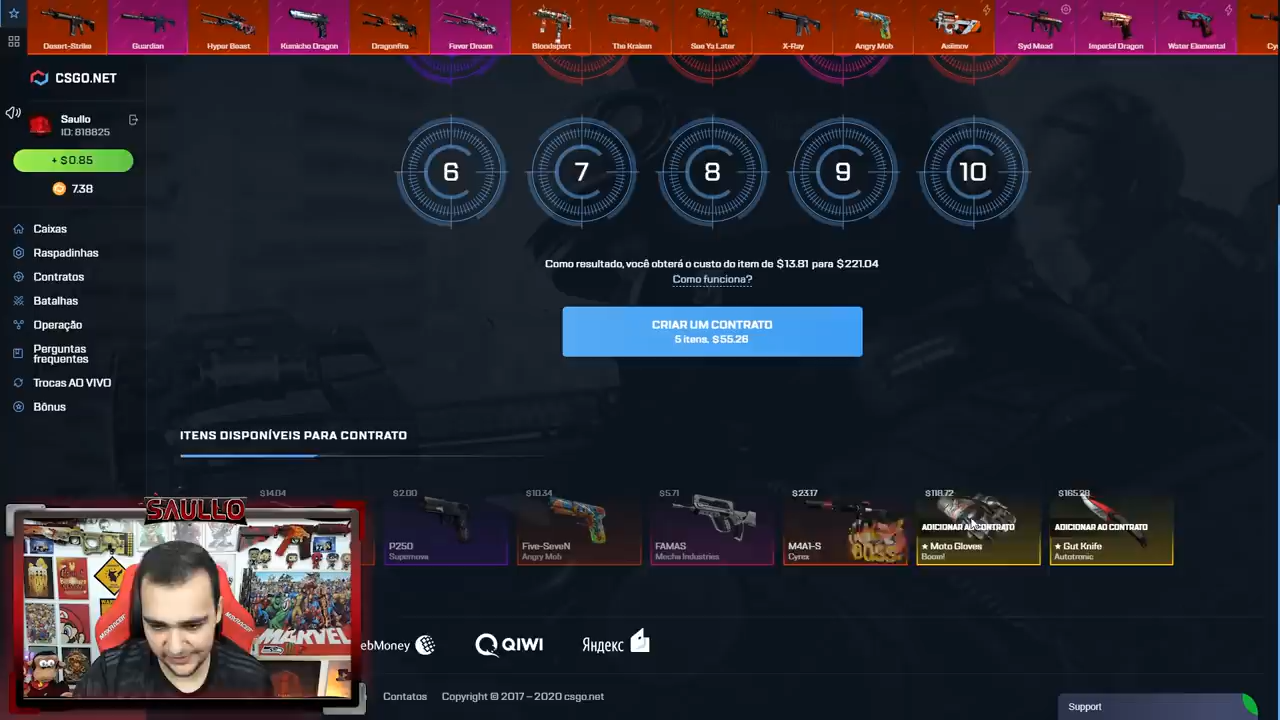 Desert-Strike
Guardian
Hyper Beast
Kumicho Dragon
Dragonfire
Fever Dream
Bloodsport
The Kraken
See Ya Later
X-Ray
Angry Mob
Asiimov
Syd Mead
Imperial Dragon
Water Elemental
Cy
CSGO.NET
Saullo
ID: 818825
+ $0.85
7.38
Caixas
Raspadinhas
Contratos
Batalhas
Operação
Perguntas
frequentes
Trocas AO VIVO
Bônus
6 7 8 9 10
Como resultado, você obterá o custo do item de $13.81 para $221.04
Como funciona?
CRIAR UM CONTRATO
5 itens, $55.26
ITENS DISPONÍVEIS PARA CONTRATO
$14.04
$2.00
P250
Supernova
$10.34
Five-SeveN
Angry Mob
$5.71
FAMAS
Mecha Industries
$23.17
M4A1-S
Cyrex
$118.72
ADICIONAR AO CONTRATO
★ Moto Gloves
Boom!
$165.29
ADICIONAR AO CONTRATO
★ Gut Knife
Autotronic
SAULLO
MARVEL
ebMoney
QIWI
Яндекс
Contatos
Copyright © 2017 – 2020 csgo.net
Support